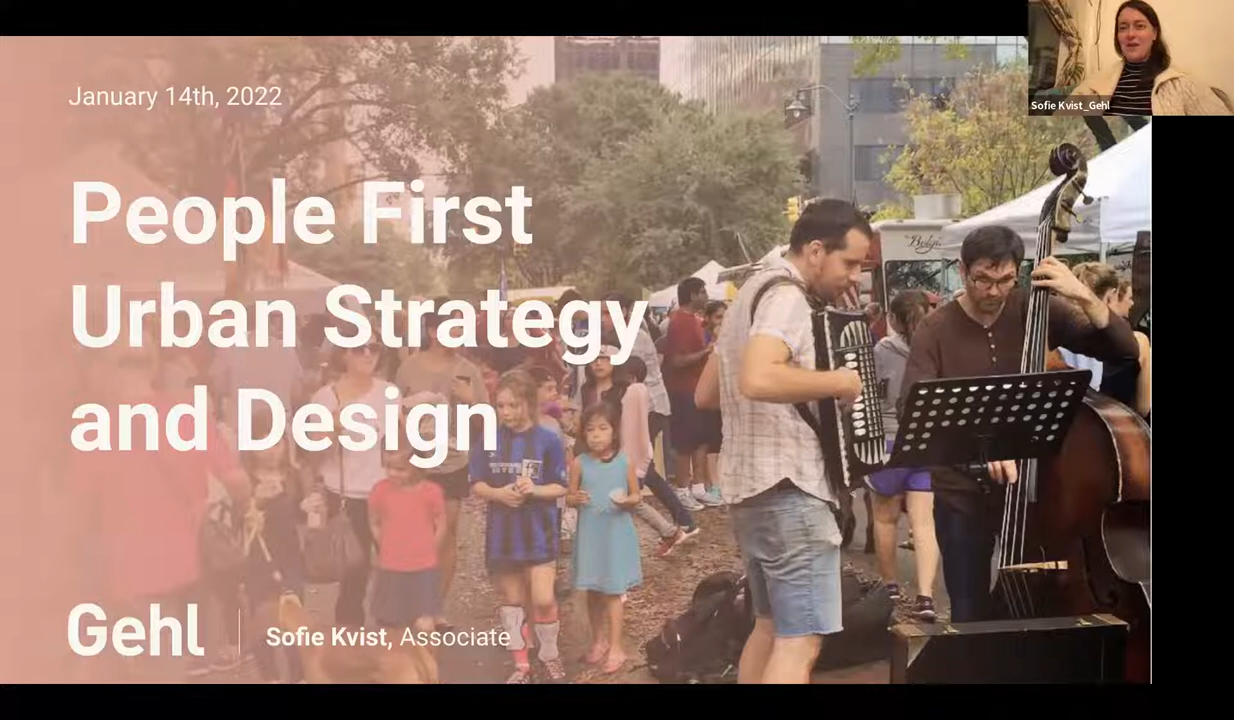 January 14th, 2022
Sofie Kvist_Gehl
People First
Urban Strategy
and Design
Gehl
Sofie Kvist, Associate